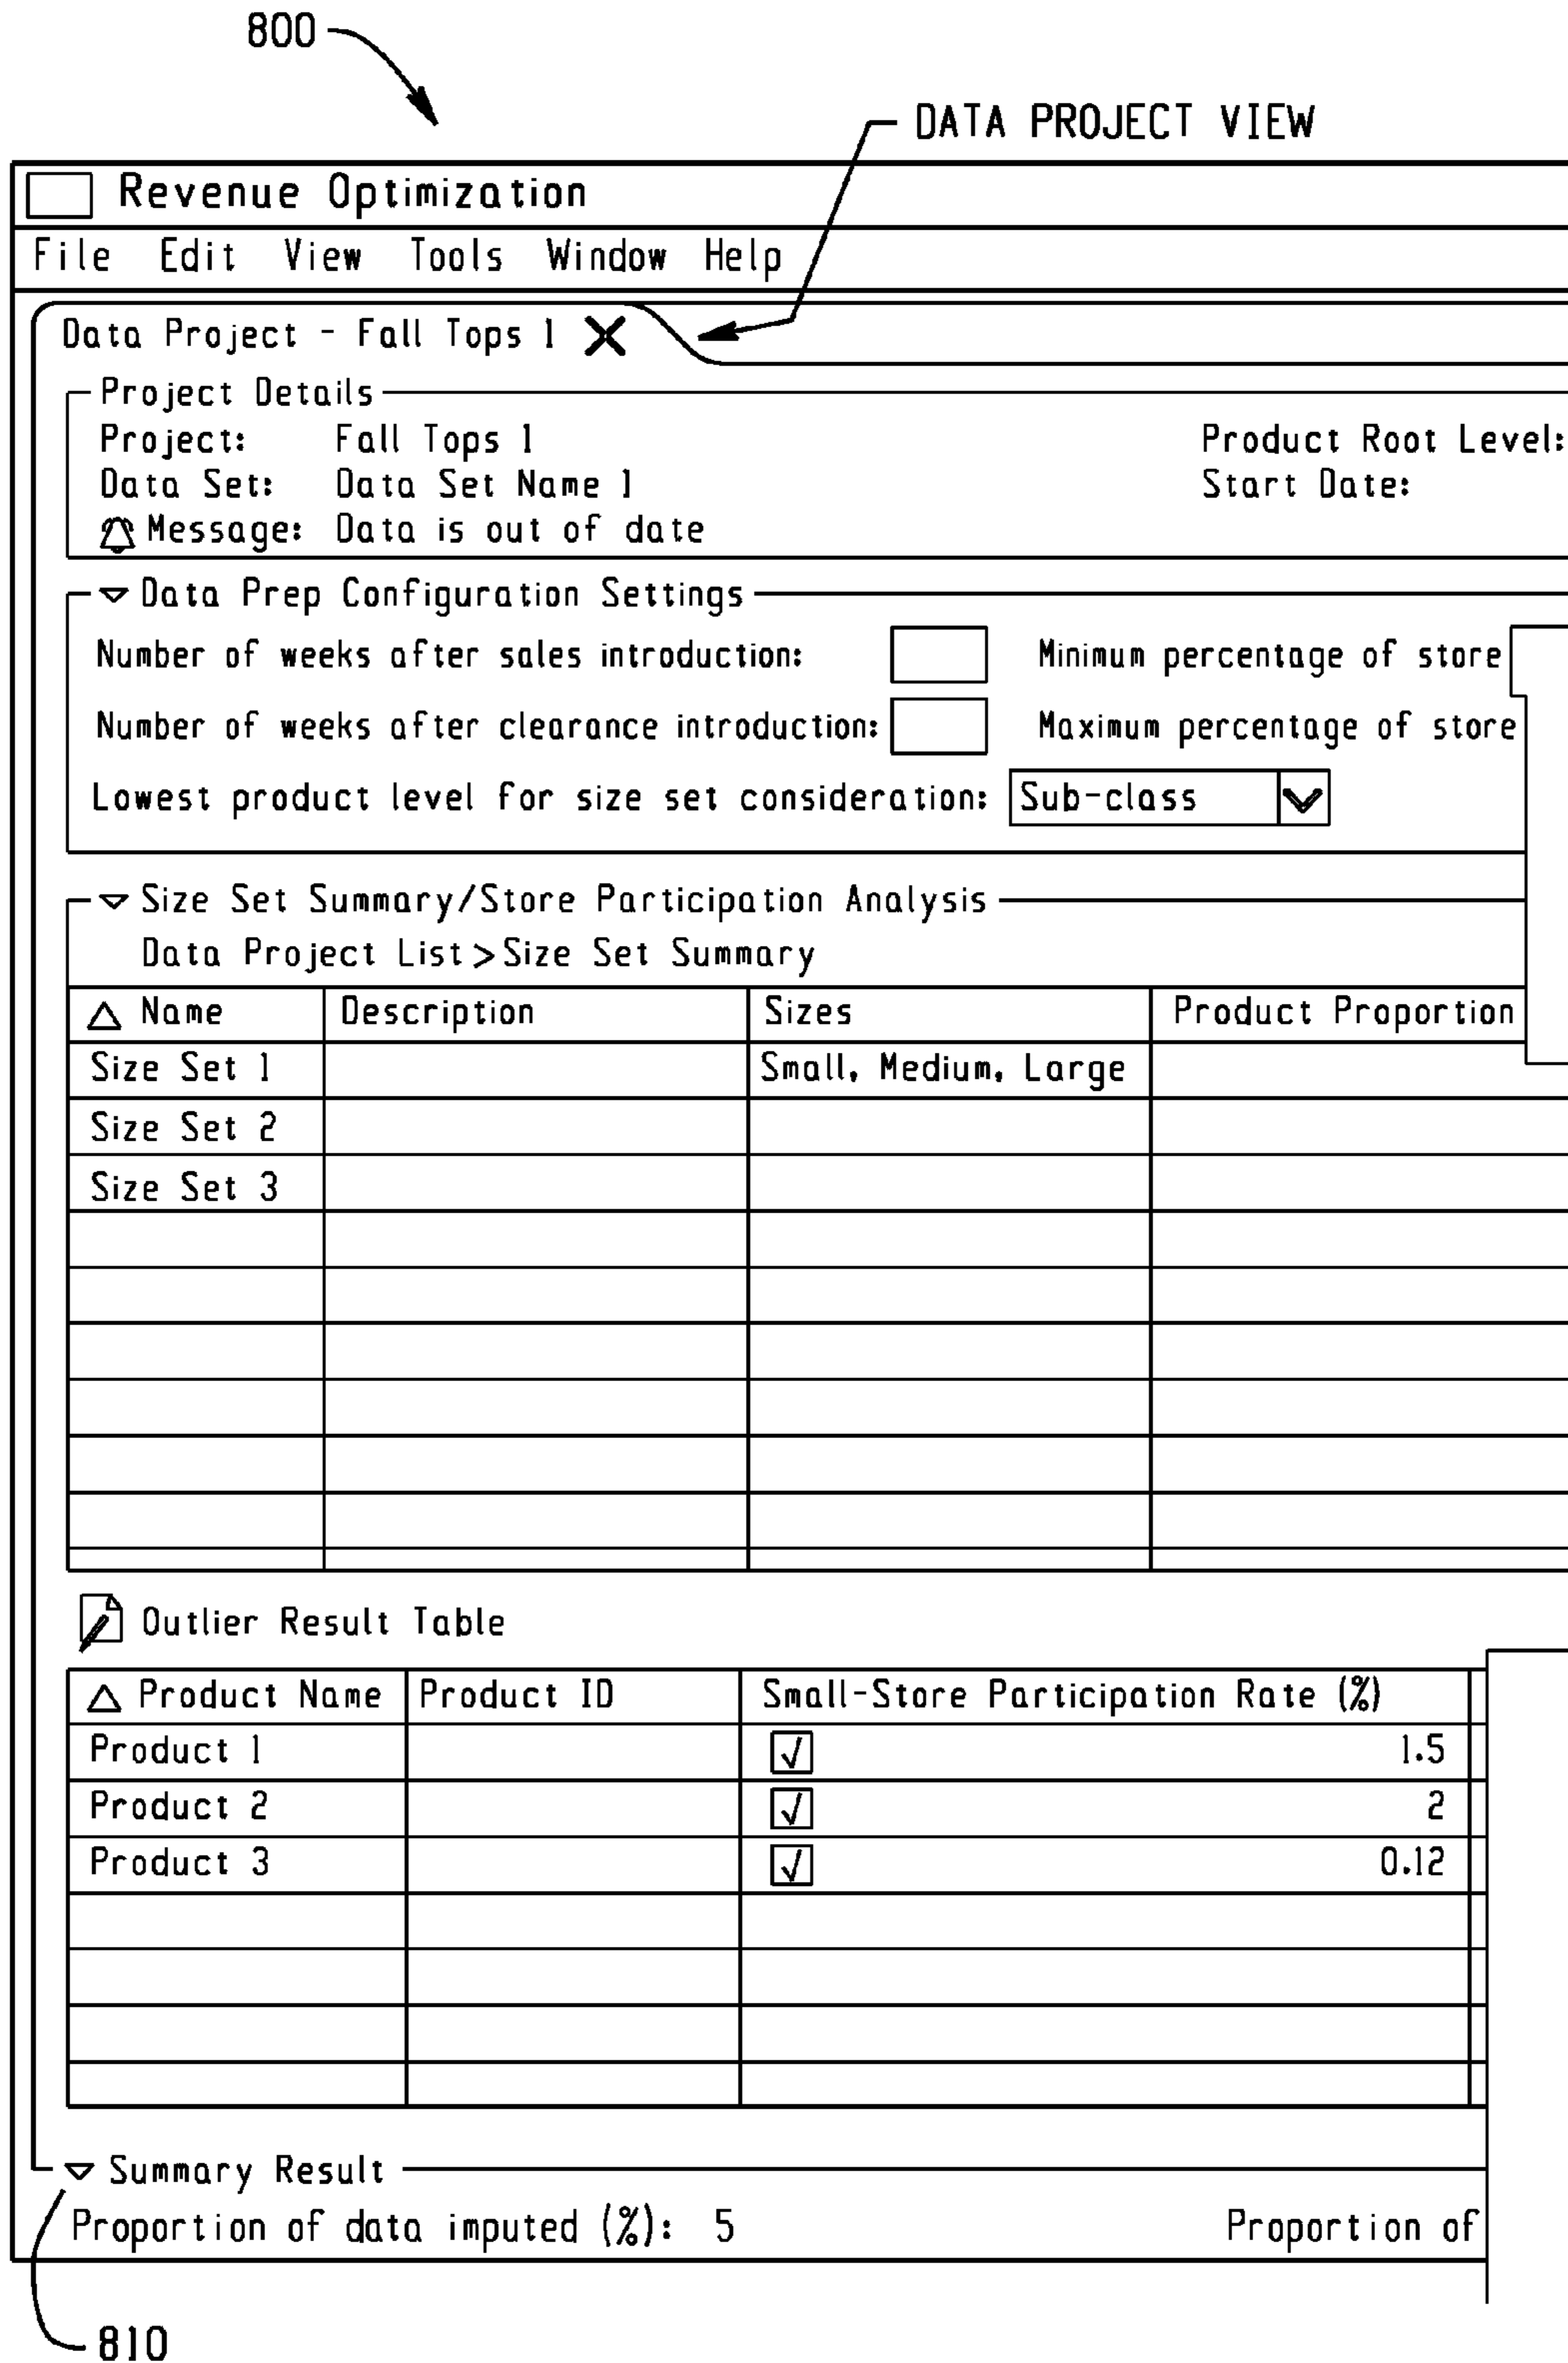 800
DATA PROJECT VIEW
Revenue Optimization
File Edit View Tools Window Help
Data Project - Fall Tops 1
Project Details
Project: Fall Tops 1 Product Root Level:
Data Set: Data Set Name 1 Start Date:
Message: Data is out of date
Data Prep Configuration Settings
Number of weeks after sales introduction: Minimum percentage of store
Number of weeks after clearance introduction: Maximum percentage of store
Lowest product level for size set consideration: Sub-class
Size Set Summary/Store Participation Analysis
Data Project List>Size Set Summary
Name Description Sizes Product Proportion
Size Set 1 Small, Medium, Large
Size Set 2
Size Set 3
Outlier Result Table
Product Name Product ID Small-Store Participation Rate (%)
Product 1 1.5
Product 2 2
Product 3 0.12
Summary Result
Proportion of data imputed (%): 5 Proportion of
810